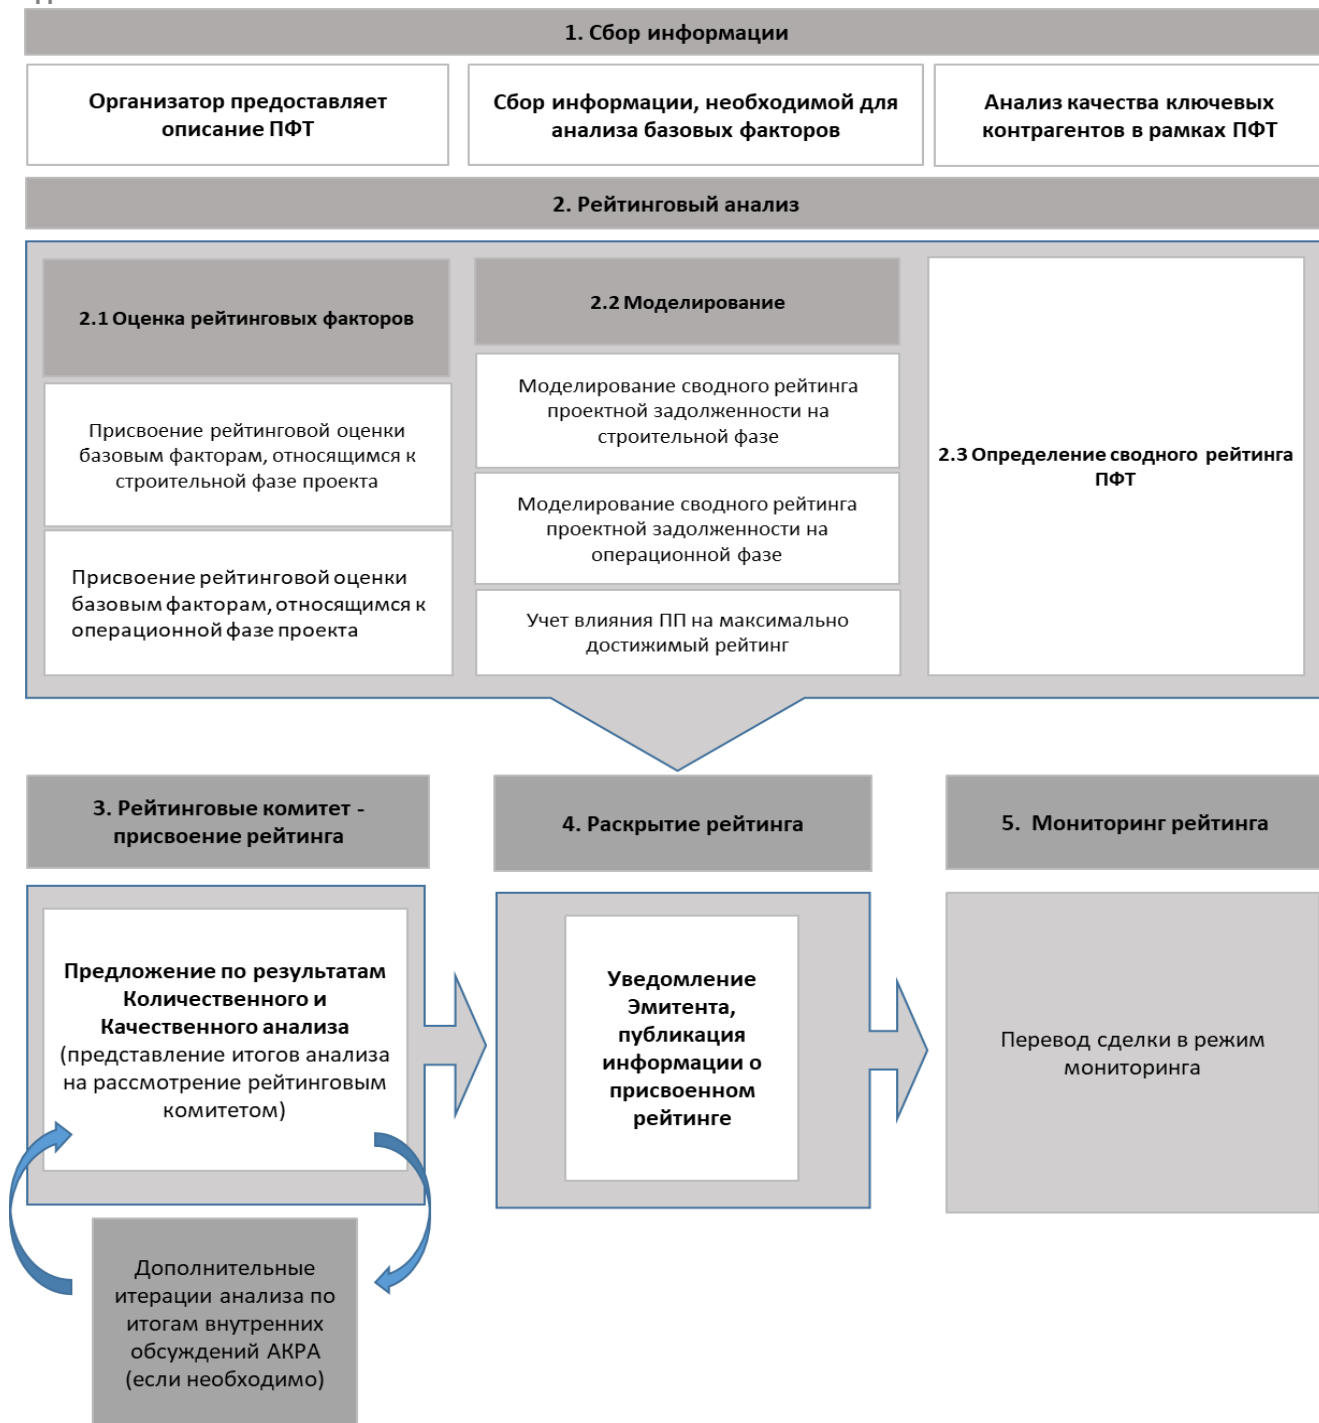 1. Сбор информации
Организатор предоставляет
описание ПФТ
Сбор информации, необходимой для
анализа базовых факторов
Анализ качества ключевых
контрагентов в рамках ПФТ
2. Рейтинговый анализ
2.1 Оценка рейтинговых факторов
Присвоение рейтинговой оценки
базовым факторам, относящимся к
строительной фазе проекта
Присвоение рейтинговой оценки
базовым факторам, относящимся к
операционной фазе проекта
2.2 Моделирование
Моделирование сводного рейтинга
проектной задолженности на
строительной фазе
Моделирование сводного рейтинга
проектной задолженности на
операционной фазе
Учет влияния ПП на максимально
достижимый рейтинг
2.3 Определение сводного рейтинга
ПФТ
3. Рейтинговые комитет -
присвоение рейтинга
Предложение по результатам
Количественного и
Качественного анализа
(представление итогов анализа
на рассмотрение рейтинговым
комитетом)
Дополнительные
итерации анализа по
итогам внутренних
обсуждений АКРА
(если необходимо)
4. Раскрытие рейтинга
Уведомление
Эмитента,
публикация
информации о
присвоенном
рейтинге
5. Мониторинг рейтинга
Перевод сделки в режим
мониторинга